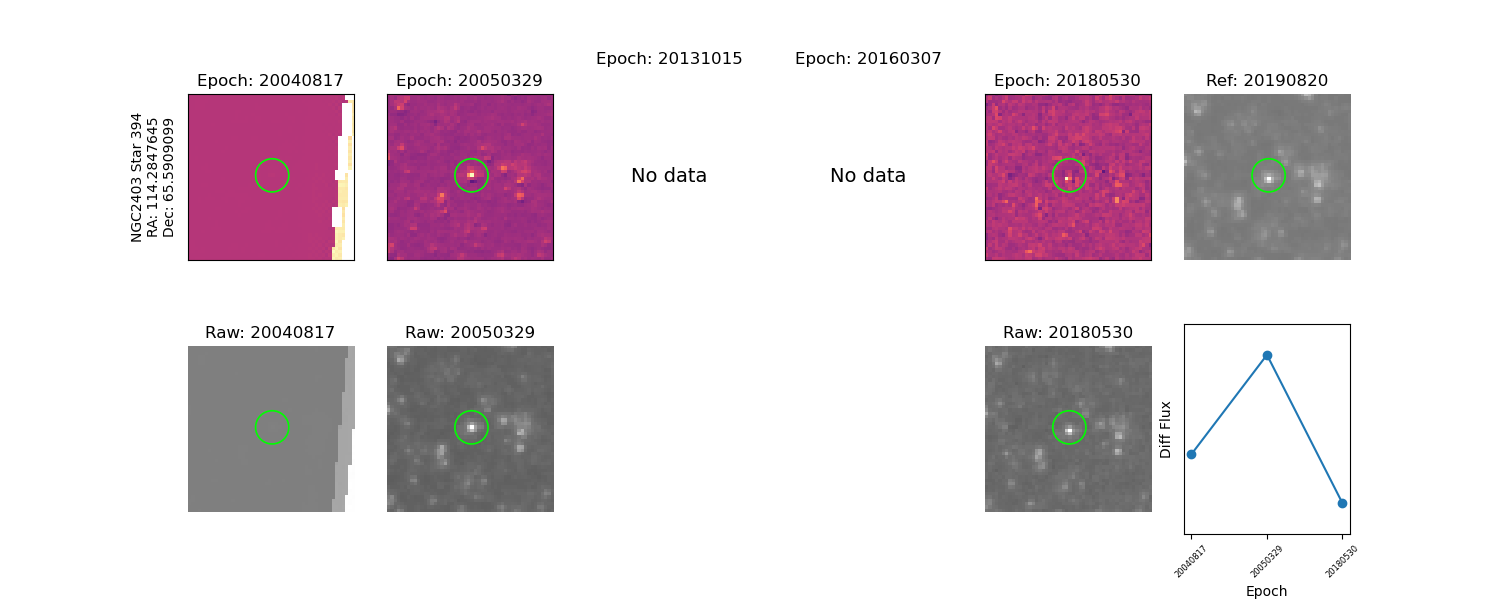 Epoch: 20040817
Epoch: 20050329
Epoch: 20131015
Epoch: 20160307
Epoch: 20180530
Ref: 20190820
NGC2403 Star 394
RA: 114.2847645
Dec: 65.5909099
No data
No data
Raw: 20040817
Raw: 20050329
Raw: 20180530
Diff Flux
20040817
20050329
20180530
Epoch